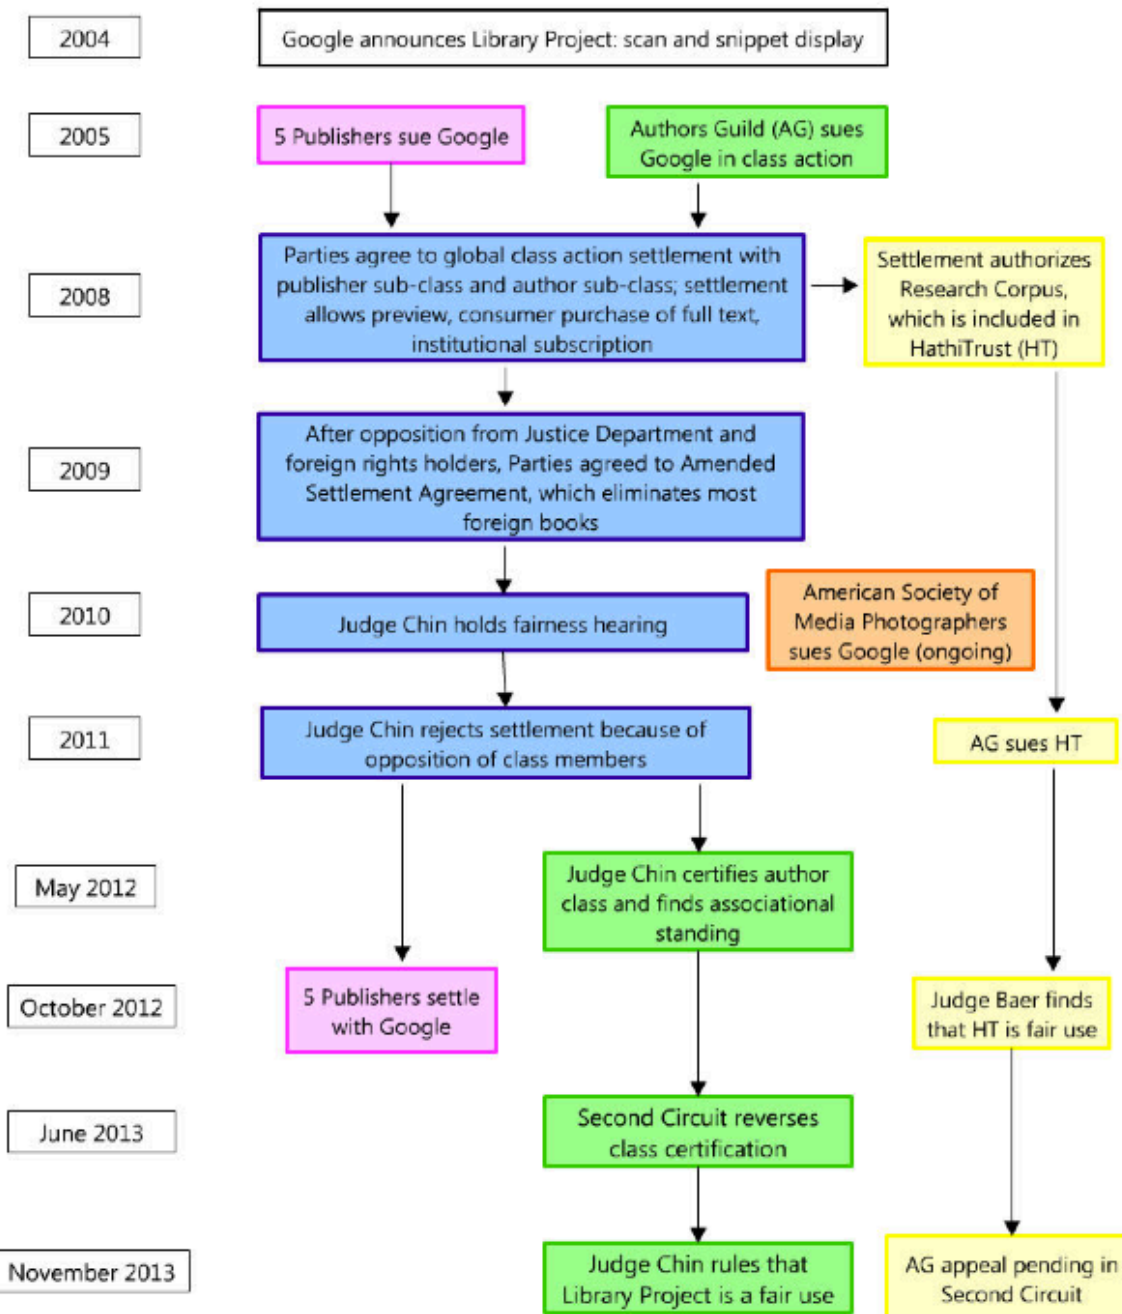 2004
Google announces Library Project: scan and snippet display
2005
5 Publishers sue Google
Authors Guild (AG) sues
Google in class action
2008
Parties agree to global class action settlement with
publisher sub-class and author sub-class; settlement
allows preview, consumer purchase of full text,
institutional subscription
Settlement authorizes
Research Corpus,
which is included in
HathiTrust (HT)
2009
After opposition from Justice Department and
foreign rights holders, Parties agreed to Amended
Settlement Agreement, which eliminates most
foreign books
2010
Judge Chin holds fairness hearing
American Society of
Media Photographers
sues Google (ongoing)
2011
Judge Chin rejects settlement because of
opposition of class members
AG sues HT
May 2012
Judge Chin certifies author
class and finds associational
standing
October 2012
5 Publishers settle
with Google
Judge Baer finds
that HT is fair use
June 2013
Second Circuit reverses
class certification
November 2013
Judge Chin rules that
Library Project is a fair use
AG appeal pending in
Second Circuit